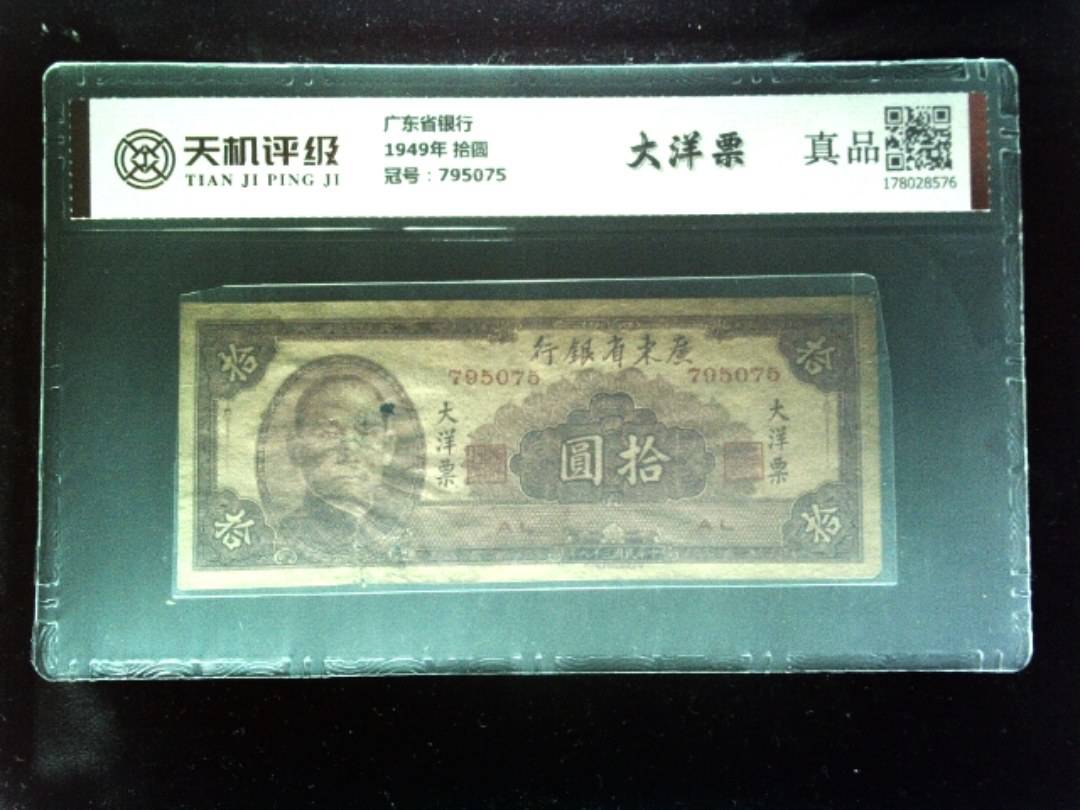 天机评级
TIAN JI PING JI
广东省银行
1949年 拾圆
冠号：795075
大洋票
真品
178028576
拾
行銀省東廣
拾
795075
795075
大洋票
圓拾
大洋票
AL
AL
拾
拾